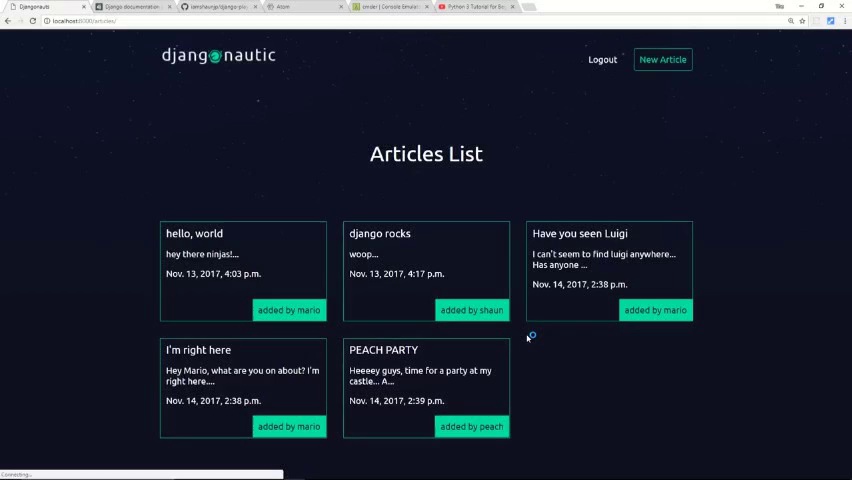 Djangonauts
Django documentation
iamshaunjp/django-pla
Atom
cmder | Console Emulat
Python 3 Tutorial for Be
localhost:8000/articles/
djangonautic
Logout
New Article
Articles List
hello, world
hey there ninjas!...
Nov. 13, 2017, 4:03 p.m.
added by mario
django rocks
woop...
Nov. 13, 2017, 4:17 p.m.
added by shaun
Have you seen Luigi
I can't seem to find luigi anywhere...
Has anyone ...
Nov. 14, 2017, 2:38 p.m.
added by mario
I'm right here
Hey Mario, what are you on about? I'm
right here....
Nov. 14, 2017, 2:38 p.m.
added by mario
PEACH PARTY
Heeeey guys, time for a party at my
castle... A...
Nov. 14, 2017, 2:39 p.m.
added by peach
Connecting...